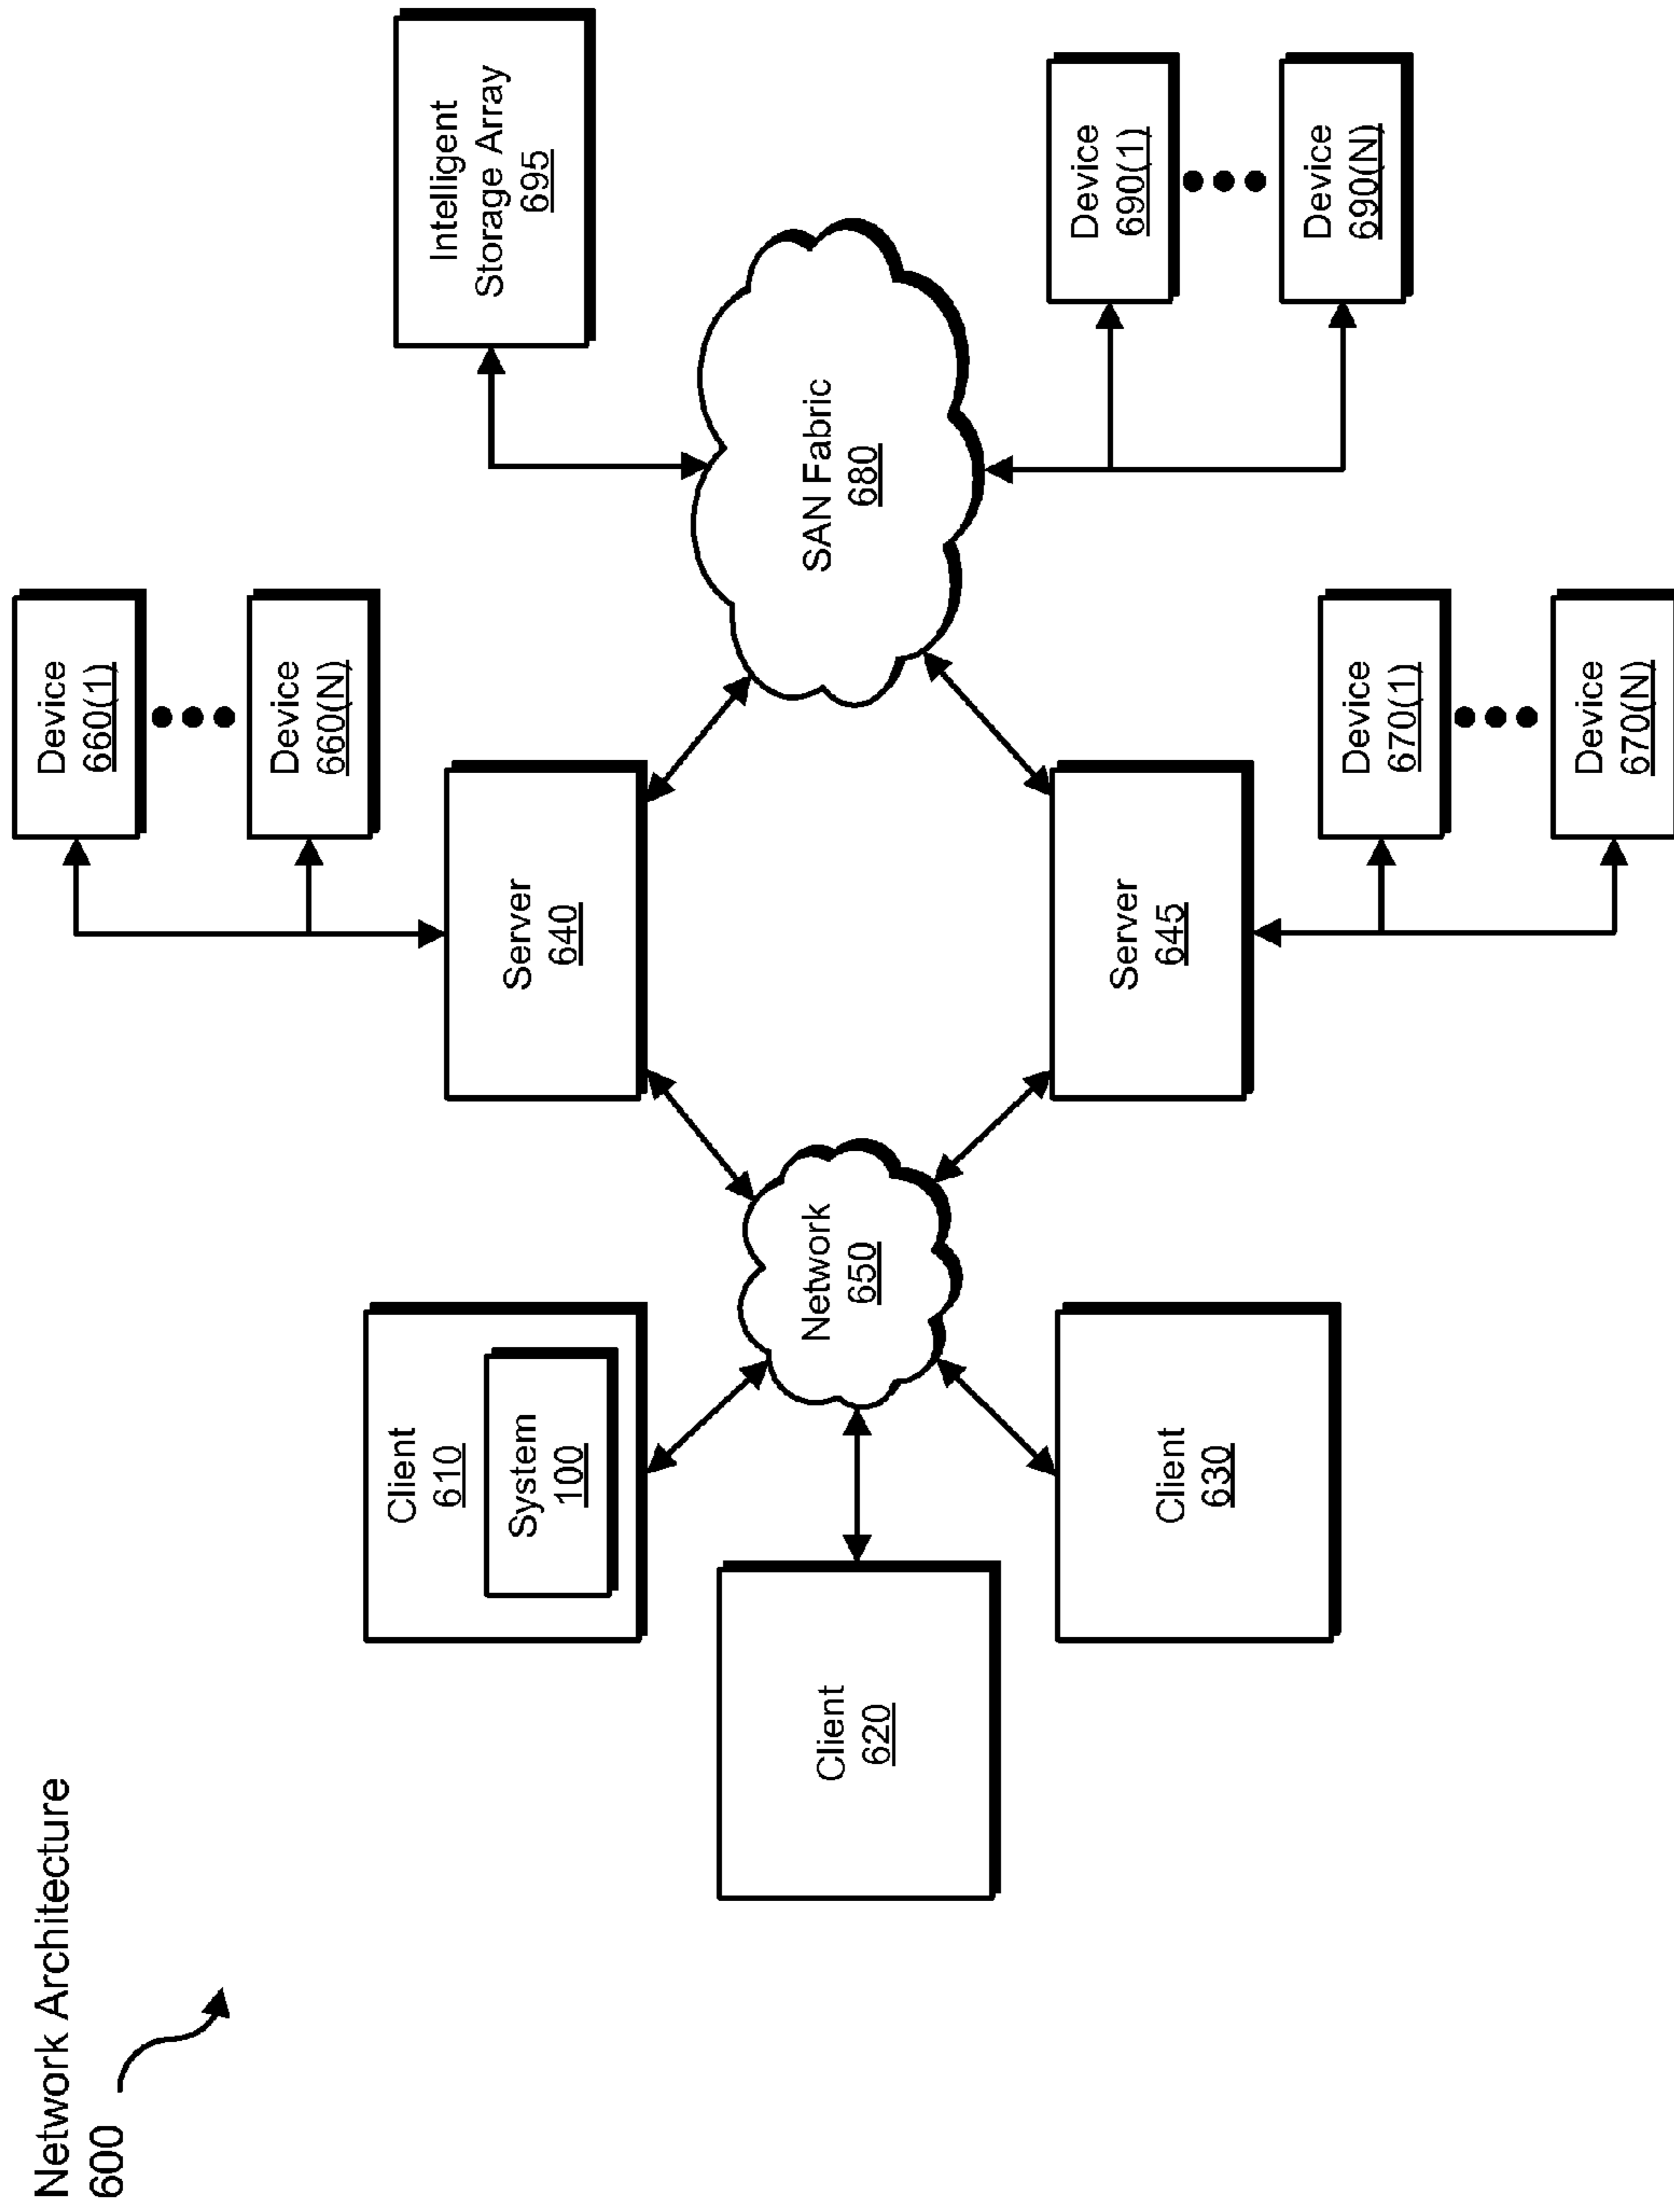 Network Architecture
600
Client
610
System
100
Client
620
Client
630
Network
650
Server
640
Server
645
Device
660(1)
Device
660(N)
Device
670(1)
Device
670(N)
SAN Fabric
680
Intelligent
Storage Array
695
Device
690(1)
Device
690(N)